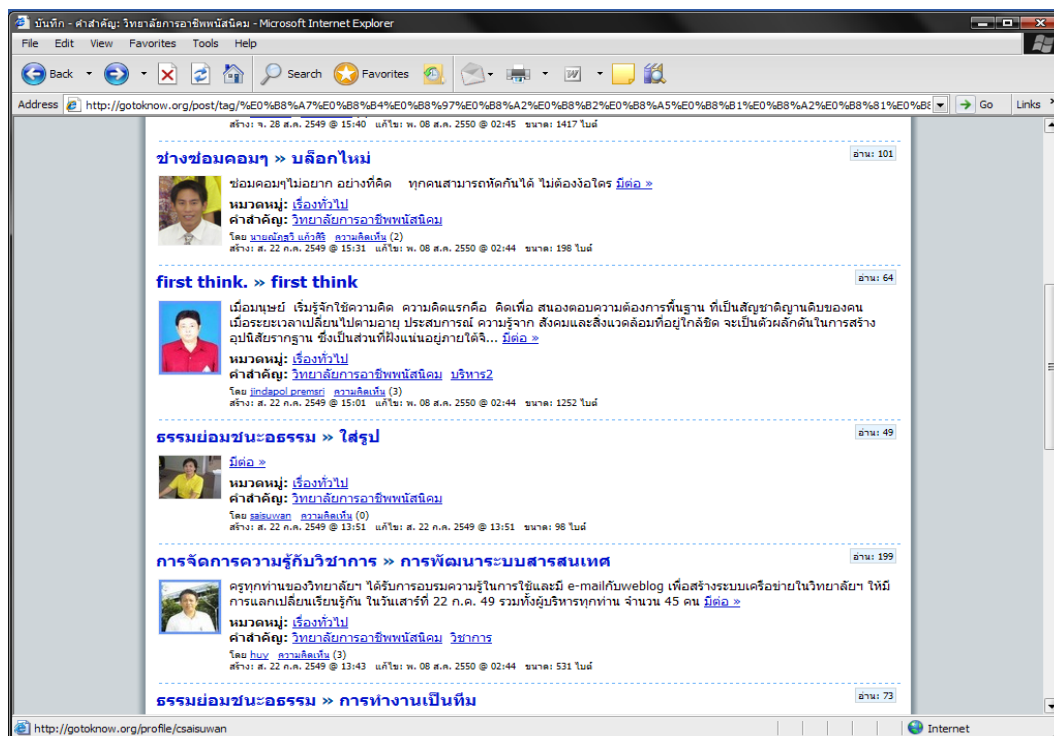 บันทึก - คำสำคัญ: วิทยาลัยการอาชีพพนัสนิคม - Microsoft Internet Explorer
File Edit View Favorites Tools Help
Back Search Favorites
Address http://gotoknow.org/post/tag/%E0%B8%A7%E0%B8%B4%E0%B8%97%E0%B8%A2%E0%B8%B2%E0%B8%A5%E0%B8%B1%E0%B8%A2%E0%B8%81%E0%B8%81%E0 Go Links
สร้าง: จ. 28 ส.ค. 2549 @ 15:40 แก้ไข: พ. 08 ส.ค. 2550 @ 02:45 ขนาด: 1417 ไบต์
ช่างซ่อมคอมๆ » บล็อกไหม่
อ่าน: 101
ซ่อมคอมๆไม่อยาก อย่างที่คิด ทุกคนสามารถหัดกันได้ ไม่ต้องง้อใคร มีต่อ »
หมวดหมู่: เรื่องทั่วไป
คำสำคัญ: วิทยาลัยการอาชีพพนัสนิคม
โดย นายณัฏฐวี แก้วศิริ ความคิดเห็น (2)
สร้าง: ส. 22 ก.ค. 2549 @ 15:31 แก้ไข: พ. 08 ส.ค. 2550 @ 02:44 ขนาด: 198 ไบต์
first think. » first think
อ่าน: 64
เมื่อมนุษย์ เริ่มรู้จักใช้ความคิด ความคิดแรกคือ คิดเพื่อ สนองตอบความต้องการพื้นฐาน ที่เป็นสัญชาติญานดิบของคน
เมื่อระยะเวลาเปลี่ยนไปตามอายุ ประสบการณ์ ความรู้จาก สังคมและสิ่งแวดล้อมที่อยู่ใกล้ชิด จะเป็นตัวผลักดันในการสร้าง
อุปนิสัยรากฐาน ซึ่งเป็นส่วนที่ฝังแน่นอยู่ภายใต้จิ... มีต่อ »
หมวดหมู่: เรื่องทั่วไป
คำสำคัญ: วิทยาลัยการอาชีพพนัสนิคม บริหาร2
โดย jindapol premsri ความคิดเห็น (3)
สร้าง: ส. 22 ก.ค. 2549 @ 15:01 แก้ไข: พ. 08 ส.ค. 2550 @ 02:44 ขนาด: 1252 ไบต์
ธรรมย่อมชนะอธรรม » ใส่รูป
อ่าน: 49
มีต่อ »
หมวดหมู่: เรื่องทั่วไป
คำสำคัญ: วิทยาลัยการอาชีพพนัสนิคม
โดย saisuwan ความคิดเห็น (0)
สร้าง: ส. 22 ก.ค. 2549 @ 13:51 แก้ไข: ส. 22 ก.ค. 2549 @ 13:51 ขนาด: 98 ไบต์
การจัดการความรู้กับวิชาการ » การพัฒนาระบบสารสนเทศ
อ่าน: 199
ครูทุกท่านของวิทยาลัยฯ ได้รับการอบรมความรู้ในการใช้และมี e-mailกับweblog เพื่อสร้างระบบเครือข่ายในวิทยาลัยฯ ให้มี
การแลกเปลี่ยนเรียนรู้กัน ในวันเสาร์ที่ 22 ก.ค. 49 รวมทั้งผู้บริหารทุกท่าน จำนวน 45 คน มีต่อ »
หมวดหมู่: เรื่องทั่วไป
คำสำคัญ: วิทยาลัยการอาชีพพนัสนิคม วิชาการ
โดย huy ความคิดเห็น (3)
สร้าง: ส. 22 ก.ค. 2549 @ 13:43 แก้ไข: พ. 08 ส.ค. 2550 @ 02:44 ขนาด: 531 ไบต์
ธรรมย่อมชนะอธรรม » การทำงานเป็นทีม
อ่าน: 73
http://gotoknow.org/profile/csaisuwan
Internet